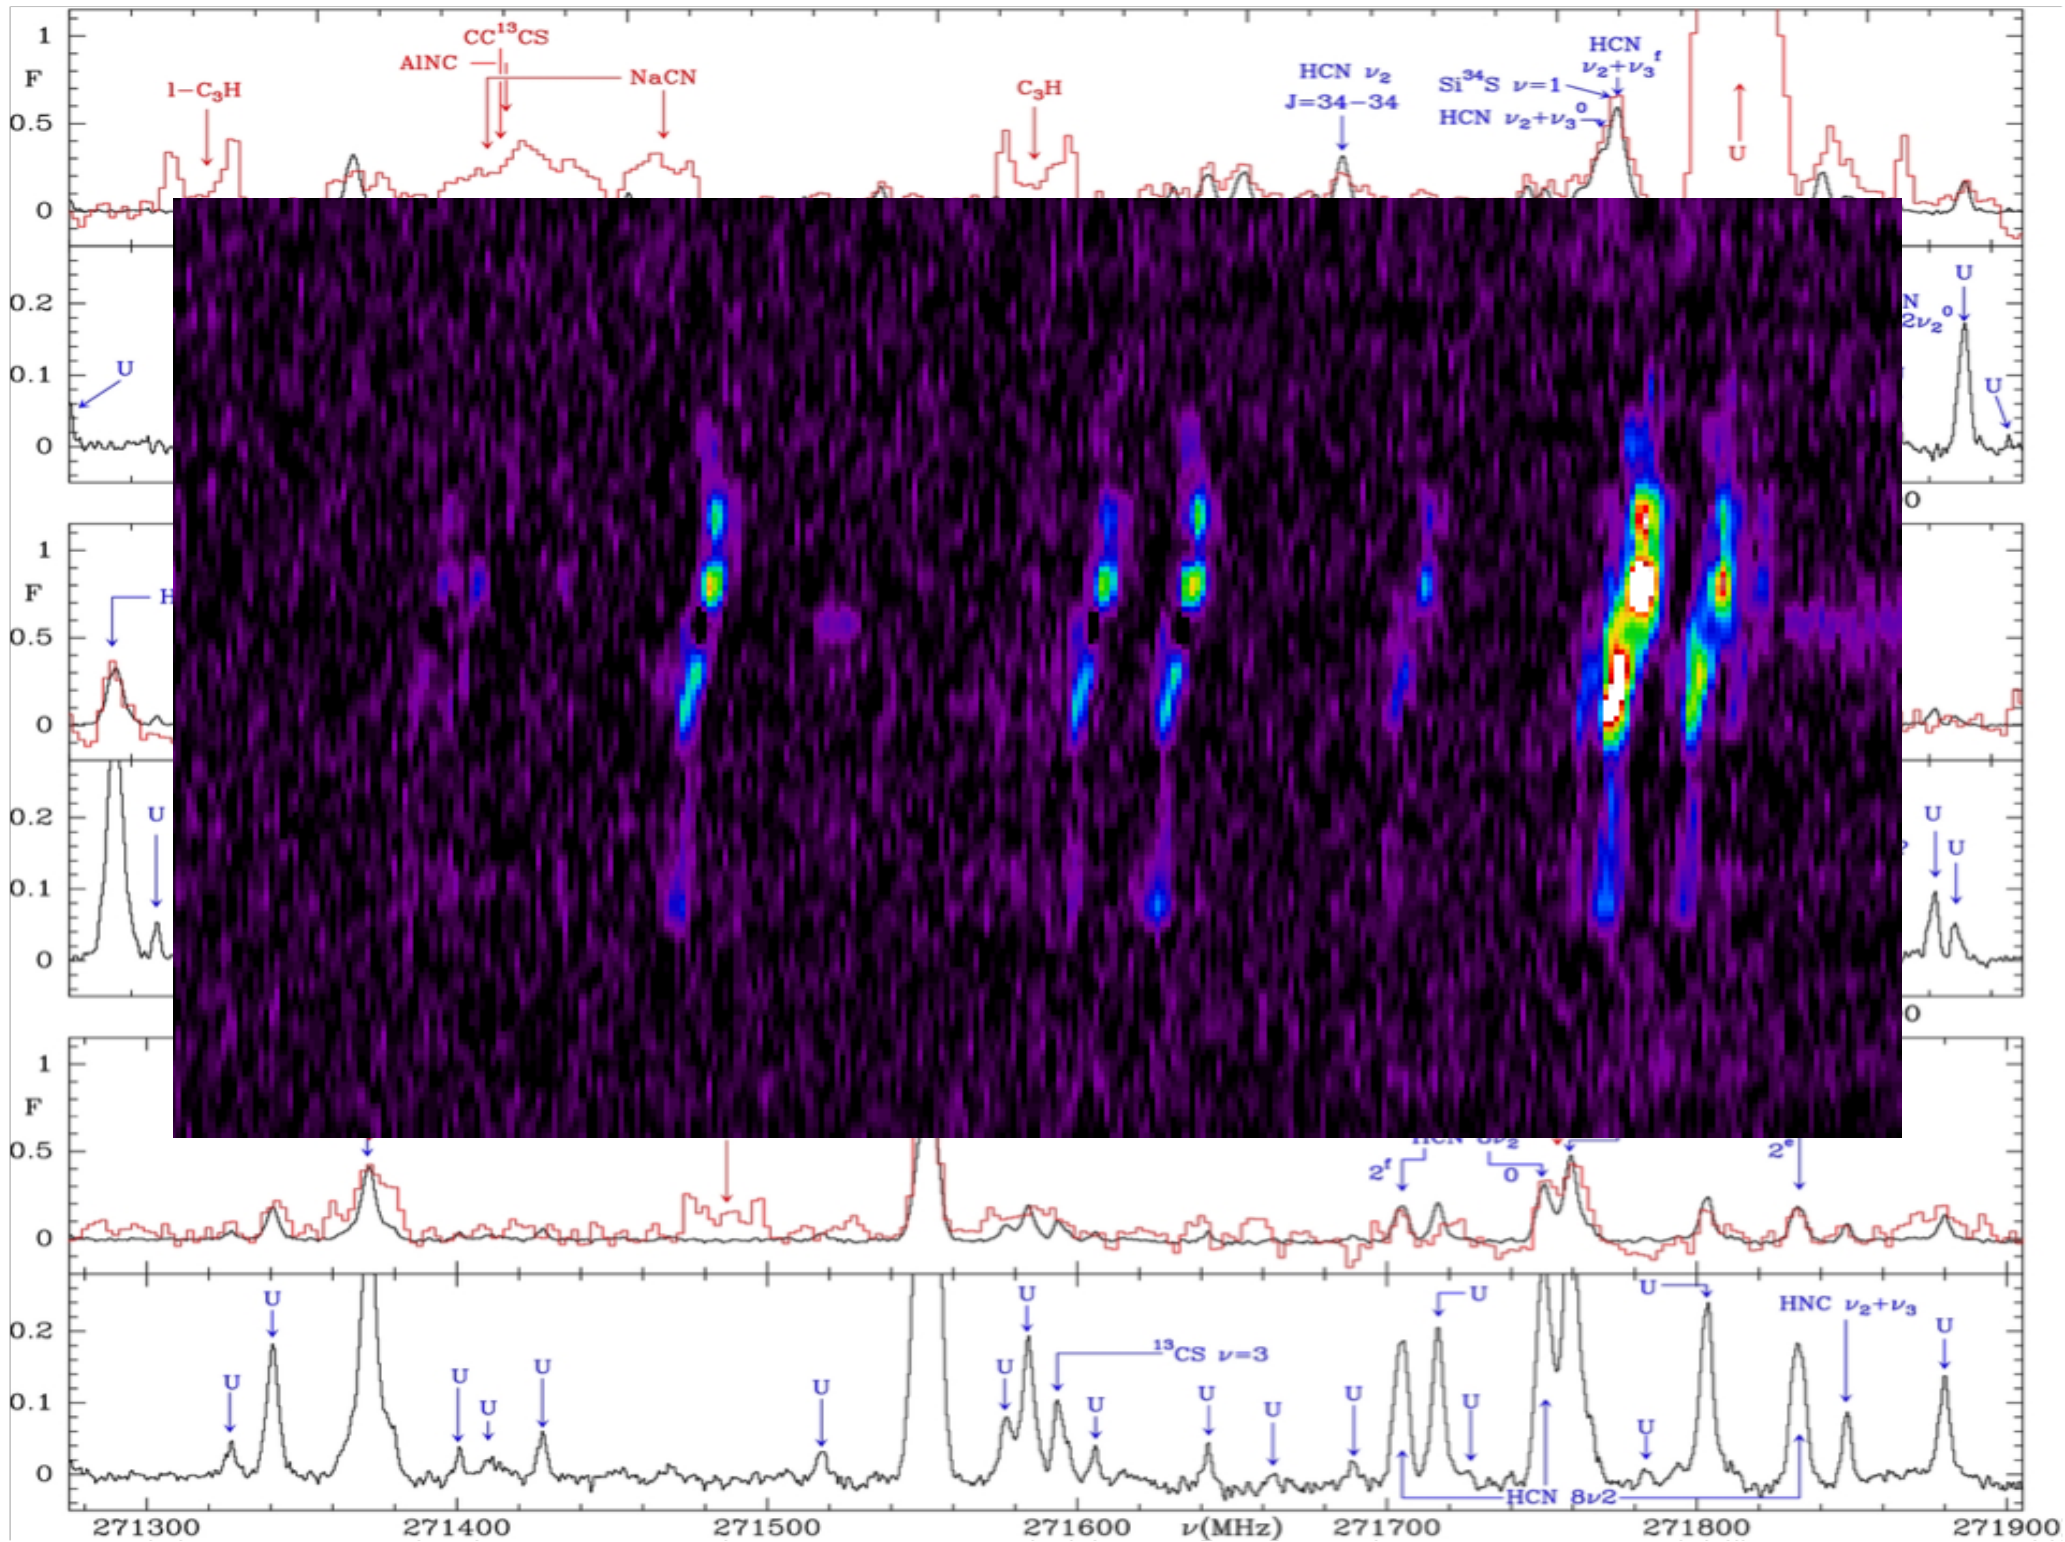 1
F
0.5
0
l-C₃H
AlNC
CC¹³CS
NaCN
C₃H
HCN ν₂
J=34-34
HCN
ν₂+ν₃ᶠ
Si³⁴S ν=1
HCN ν₂+ν₃⁰
U
0.2
0.1
0
U
N
2ν₂⁰
U
U
1
F
0.5
0
H
0.2
0.1
0
U
U
U
1
F
0.5
0
HCN 8ν₂
2ᶠ
0
2ᵉ
0.2
0.1
0
U
U
U
U
U
U
U
U
¹³CS ν=3
U
U
U
U
U
U
U
U
HNC ν₂+ν₃
U
HCN 8ν2
271300
271400
271500
271600
ν(MHz)
271700
271800
271900